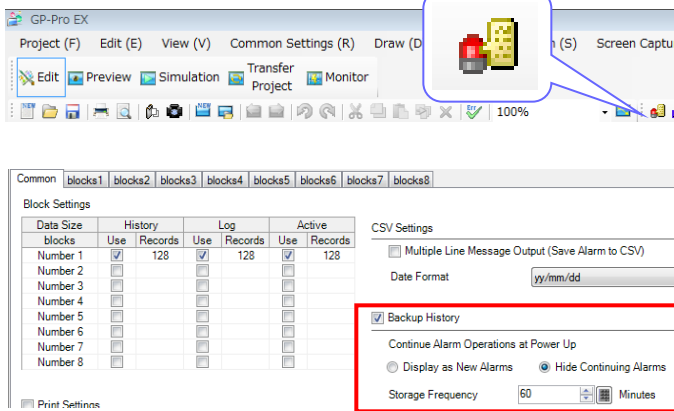 GP-Pro EX
Project (F) Edit (E) View (V) Common Settings (R) Draw (D (S) Screen Captu
Edit Preview Simulation Transfer Project Monitor
NEW NEW Err 100%
Common blocks1 blocks2 blocks3 blocks4 blocks5 blocks6 blocks7 blocks8
Block Settings
Data Size History Log Active
blocks Use Records Use Records Use Records
Number 1 128 128 128
Number 2
Number 3
Number 4
Number 5
Number 6
Number 7
Number 8
Print Settings
CSV Settings
Multiple Line Message Output (Save Alarm to CSV)
Date Format yy/mm/dd
Backup History
Continue Alarm Operations at Power Up
Display as New Alarms Hide Continuing Alarms
Storage Frequency 60 Minutes